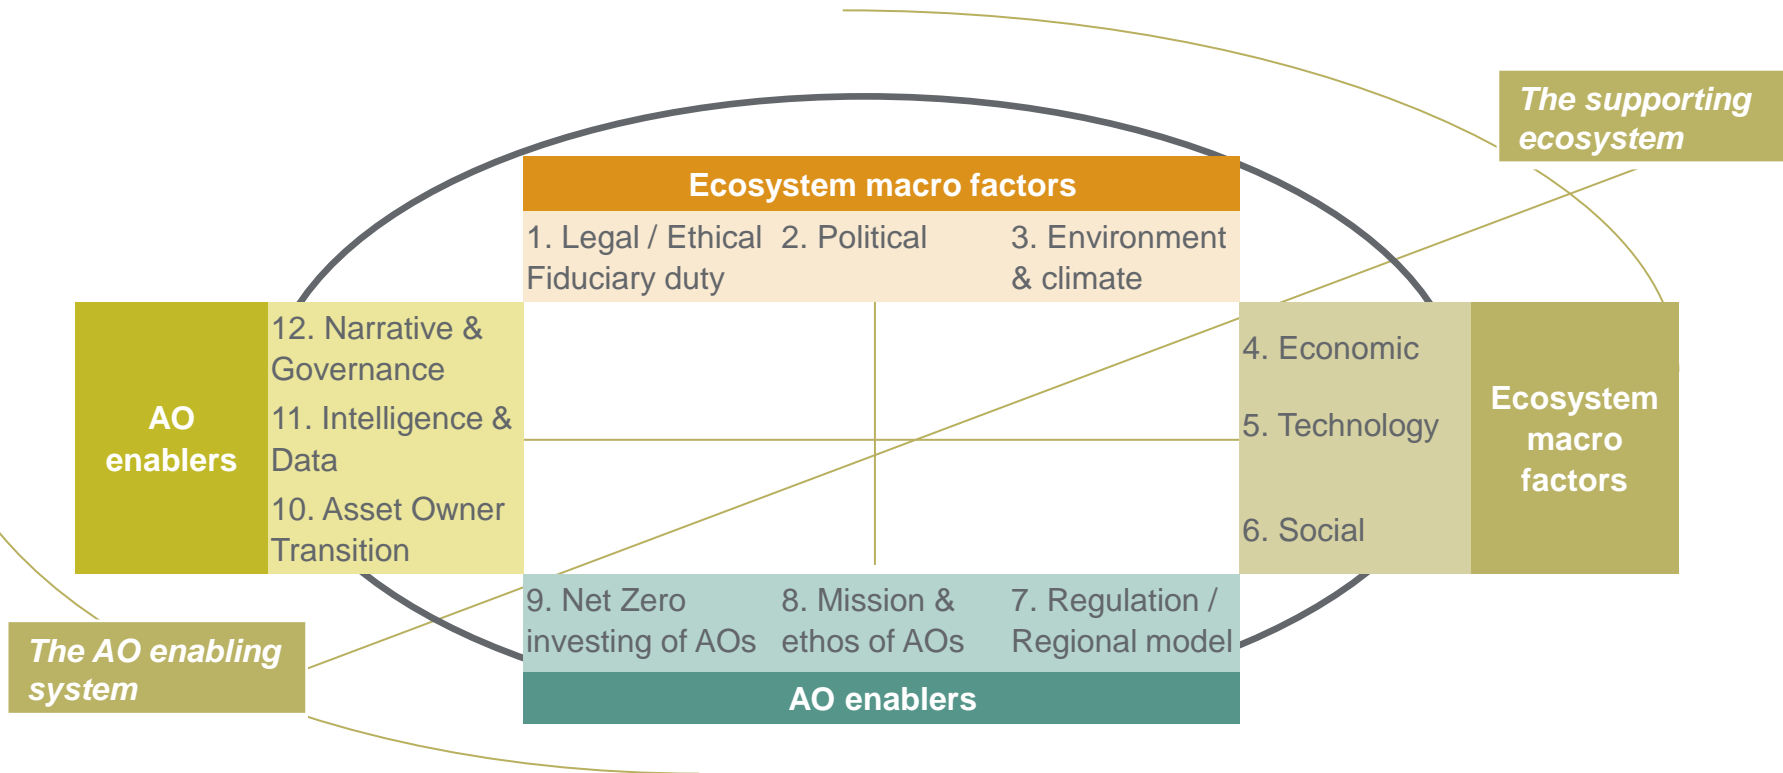 The supporting
ecosystem
Ecosystem macro factors
1. Legal / Ethical
Fiduciary duty
2. Political
3. Environment
& climate
AO
enablers
12. Narrative &
Governance
11. Intelligence &
Data
10. Asset Owner
Transition
4. Economic
5. Technology
6. Social
Ecosystem
macro
factors
9. Net Zero
investing of AOs
8. Mission &
ethos of AOs
7. Regulation /
Regional model
AO enablers
The AO enabling
system